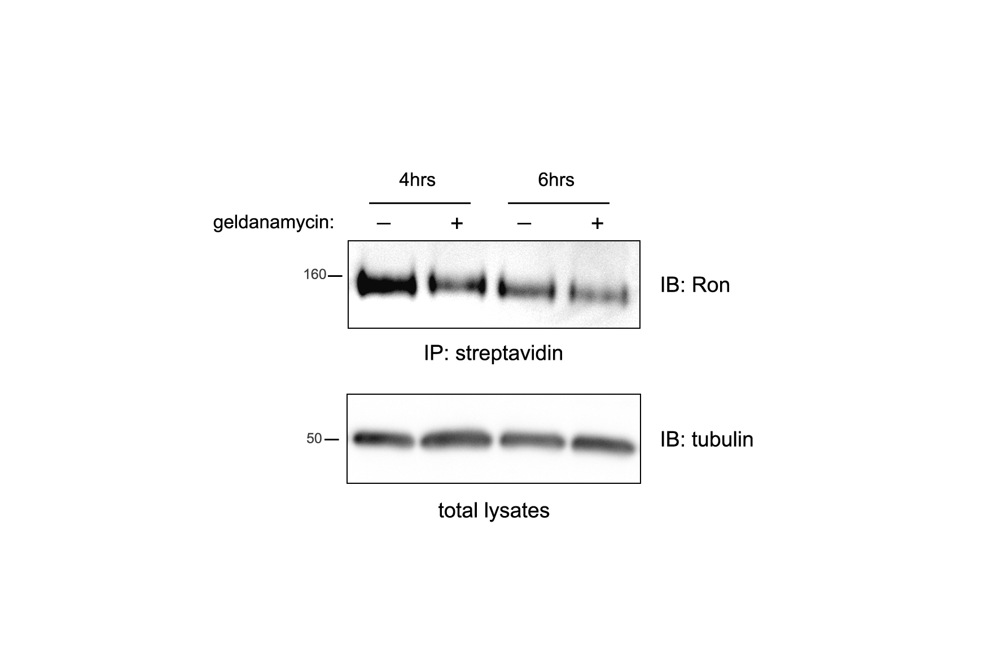 4hrs 6hrs
geldanamycin: – + – +
160
IB: Ron
IP: streptavidin
50
IB: tubulin
total lysates